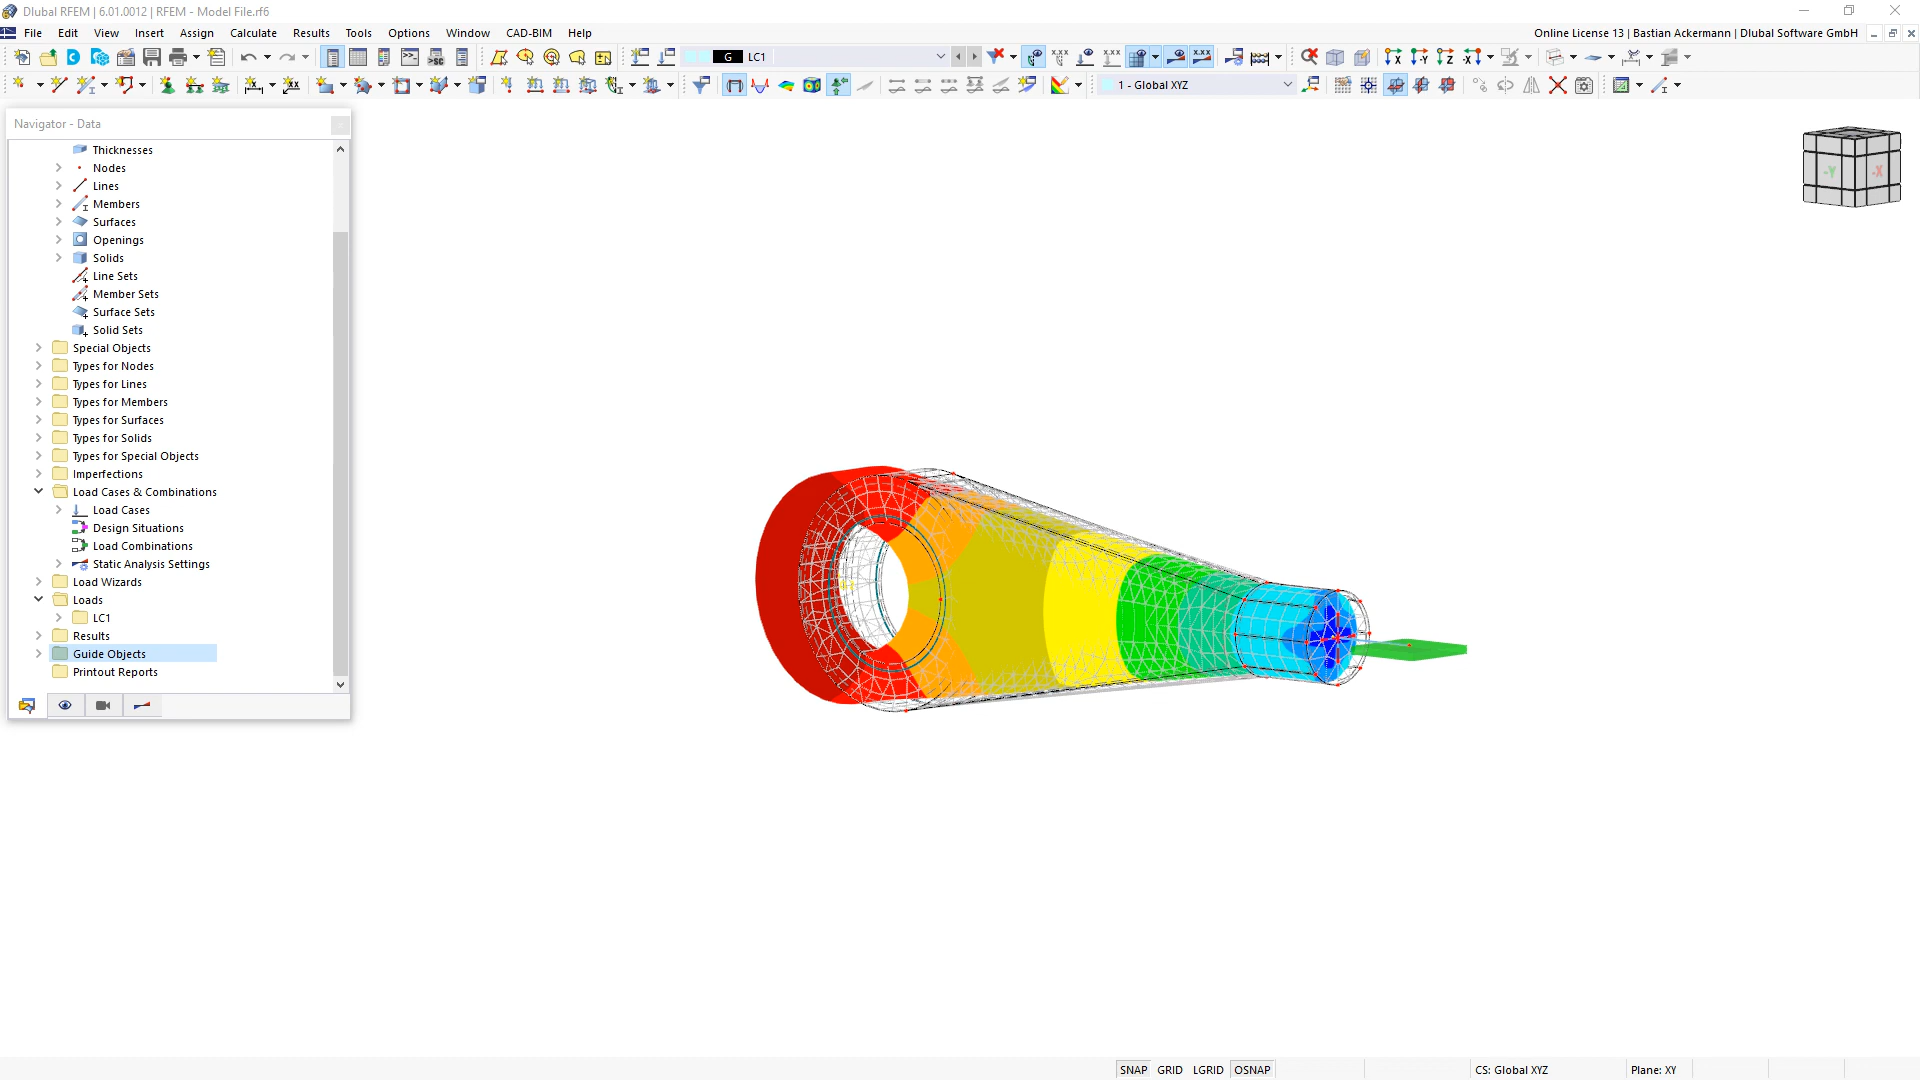 Dlubal RFEM | 6.01.0012 | RFEM - Model File.rf6
File Edit View Insert Assign Calculate Results Tools Options Window CAD-BIM Help
Online License 13 | Bastian Ackermann | Dlubal Software GmbH
G LC1
1 - Global XYZ
Navigator - Data
Thicknesses
Nodes
Lines
Members
Surfaces
Openings
Solids
Line Sets
Member Sets
Surface Sets
Solid Sets
Special Objects
Types for Nodes
Types for Lines
Types for Members
Types for Surfaces
Types for Solids
Types for Special Objects
Imperfections
Load Cases & Combinations
Load Cases
Design Situations
Load Combinations
Static Analysis Settings
Load Wizards
Loads
LC1
Results
Guide Objects
Printout Reports
-Y -X
SNAP GRID LGRID OSNAP
CS: Global XYZ
Plane: XY